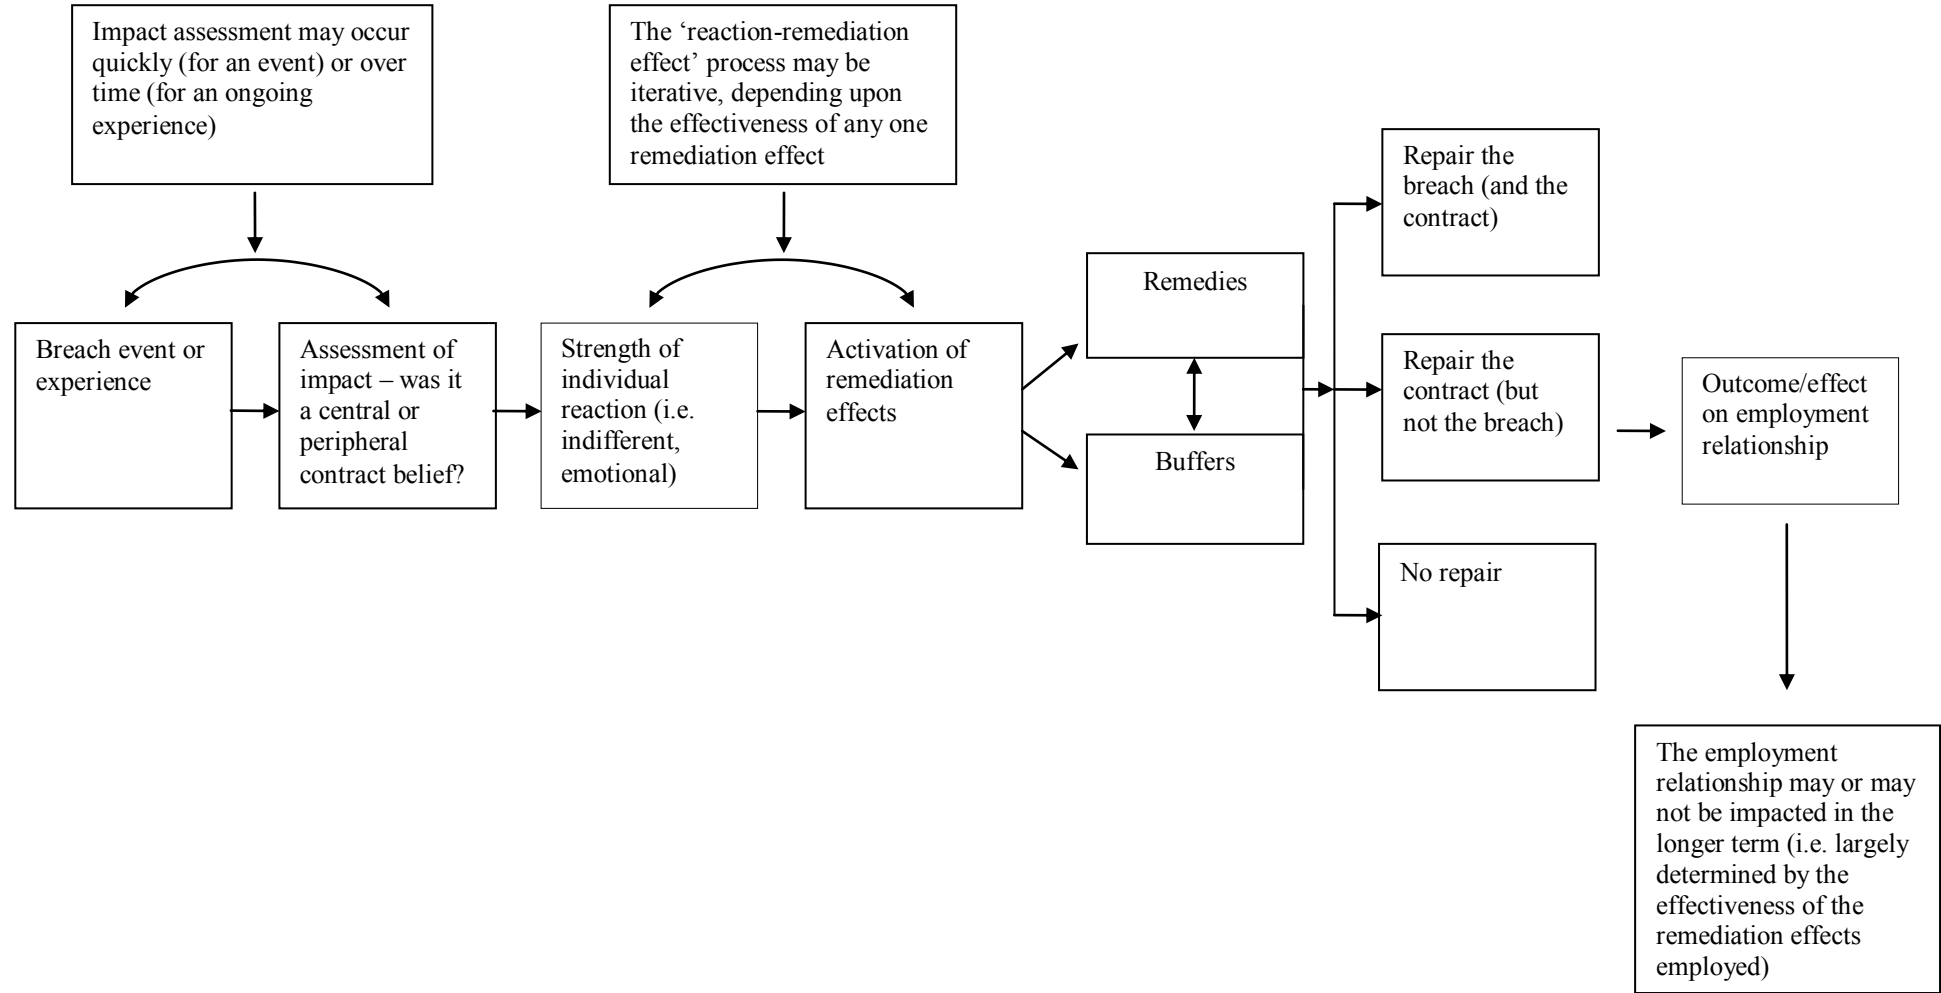 Impact assessment may occur
quickly (for an event) or over
time (for an ongoing
experience)
The ‘reaction-remediation
effect’ process may be
iterative, depending upon
the effectiveness of any one
remediation effect
Breach event or
experience
Assessment of
impact – was it
a central or
peripheral
contract belief?
Strength of
individual
reaction (i.e.
indifferent,
emotional)
Activation of
remediation
effects
Remedies
Buffers
Repair the
breach (and the
contract)
Repair the
contract (but
not the breach)
No repair
Outcome/effect
on employment
relationship
The employment
relationship may or may
not be impacted in the
longer term (i.e. largely
determined by the
effectiveness of the
remediation effects
employed)